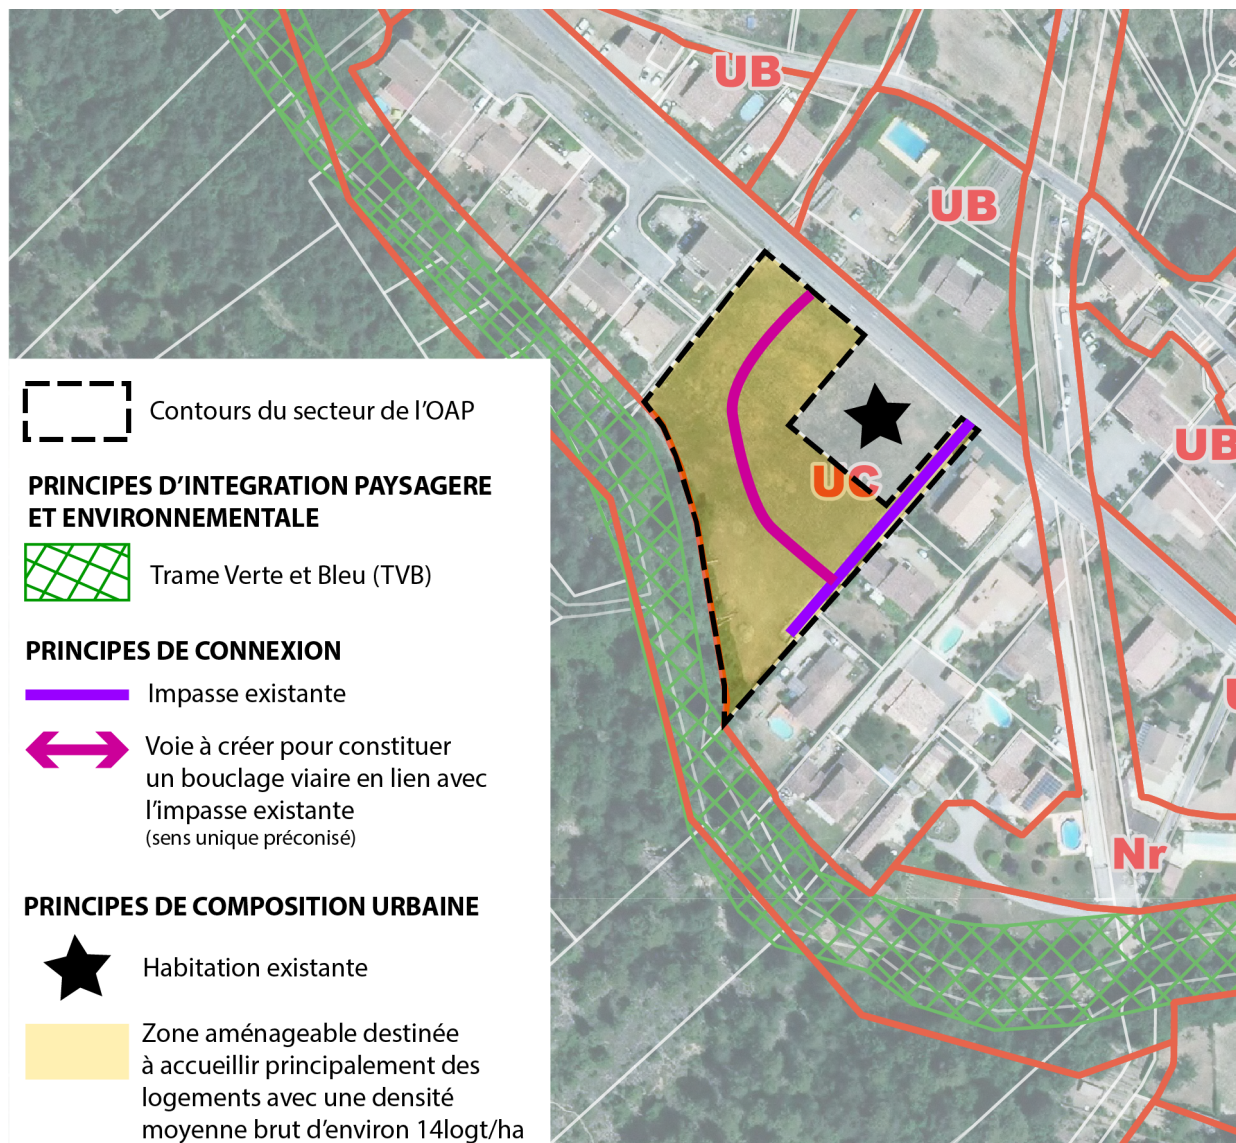 UB
UB
UB
UC
Nr
Contours du secteur de l’OAP
PRINCIPES D’INTEGRATION PAYSAGERE
ET ENVIRONNEMENTALE
Trame Verte et Bleu (TVB)
PRINCIPES DE CONNEXION
Impasse existante
Voie à créer pour constituer
un bouclage viaire en lien avec
l’impasse existante
(sens unique préconisé)
PRINCIPES DE COMPOSITION URBAINE
Habitation existante
Zone aménageable destinée
à accueillir principalement des
logements avec une densité
moyenne brut d’environ 14logt/ha